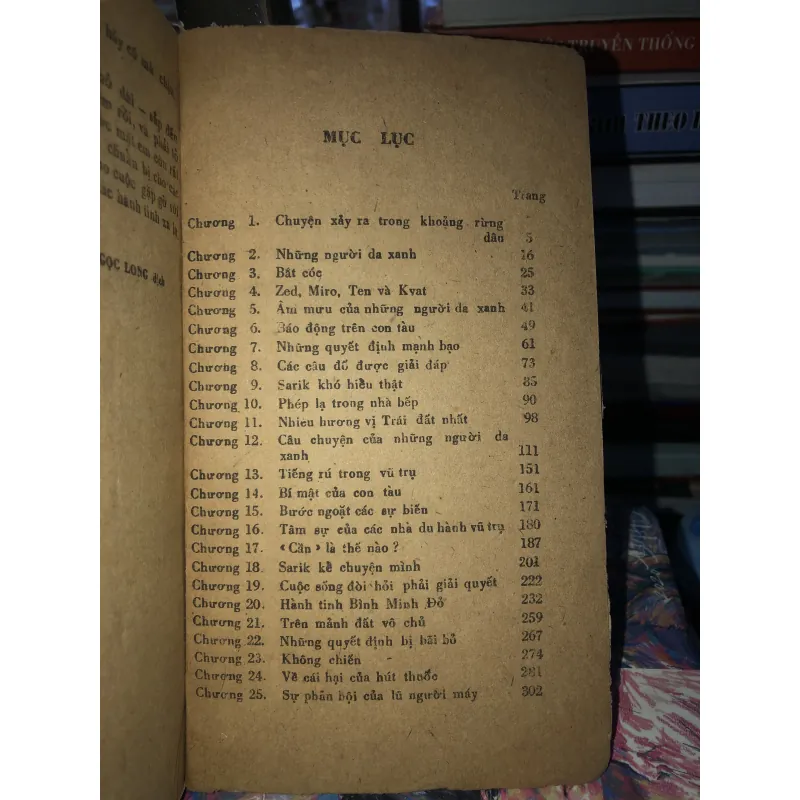 hãy cố mà chịu
NGỌC LONG dịch
TRUYỀN THỐNG
THEO
MỤC LỤC
Trang
Chương 1. Chuyện xảy ra trong khoảng rừng
dâu 5
Chương 2. Những người da xanh 16
Chương 3. Bắt cóc 25
Chương 4. Zed, Miro, Ten và Kvat 33
Chương 5. Âm mưu của những người da xanh 41
Chương 6. Báo động trên con tàu 49
Chương 7. Những quyết định mạnh bạo 61
Chương 8. Các câu đố được giải đáp 73
Chương 9. Sarik khó hiểu thật 85
Chương 10. Phép lạ trong nhà bếp 90
Chương 11. Nhiều hương vị Trái đất nhất 98
Chương 12. Câu chuyện của những người da
xanh 111
Chương 13. Tiếng rú trong vũ trụ 151
Chương 14. Bí mật của con tàu 161
Chương 15. Bước ngoặt các sự biến 171
Chương 16. Tâm sự của các nhà du hành vũ trụ 180
Chương 17. «Cắn» là thế nào ? 187
Chương 18. Sarik kể chuyện mình 201
Chương 19. Cuộc sống đòi hỏi phải giải quyết 222
Chương 20. Hành tinh Bình Minh Đỏ 232
Chương 21. Trên mảnh đất vô chủ 259
Chương 22. Những quyết định bị bãi bỏ 267
Chương 23. Không chiến 274
Chương 24. Về cái hại của hút thuốc 281
Chương 25. Sự phản bội của lũ người máy 302